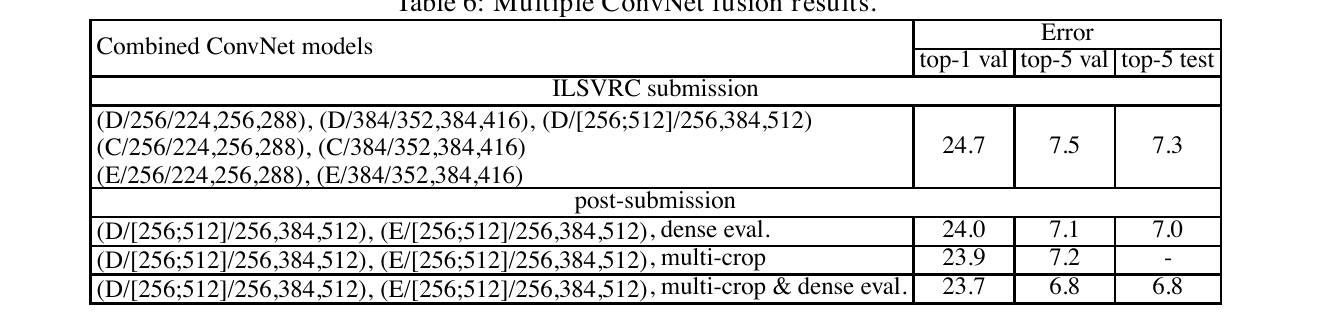 Table 6: Multiple ConvNet fusion results.
Combined ConvNet models
Error
top-1 val top-5 val top-5 test
ILSVRC submission
(D/256/224,256,288), (D/384/352,384,416), (D/[256;512]/256,384,512)
(C/256/224,256,288), (C/384/352,384,416)
(E/256/224,256,288), (E/384/352,384,416)
24.7 7.5 7.3
post-submission
(D/[256;512]/256,384,512), (E/[256;512]/256,384,512), dense eval. 24.0 7.1 7.0
(D/[256;512]/256,384,512), (E/[256;512]/256,384,512), multi-crop 23.9 7.2 -
(D/[256;512]/256,384,512), (E/[256;512]/256,384,512), multi-crop & dense eval. 23.7 6.8 6.8